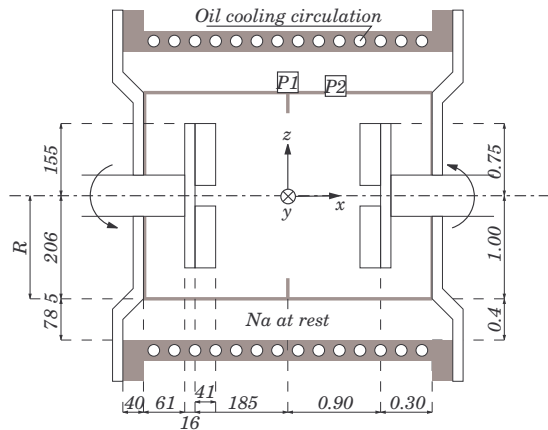 Oil cooling circulation
P1
P2
z
y
x
155
0.75
R
206
1.00
5
78
Na at rest
0.4
41
40
61
185
0.90
0.30
16